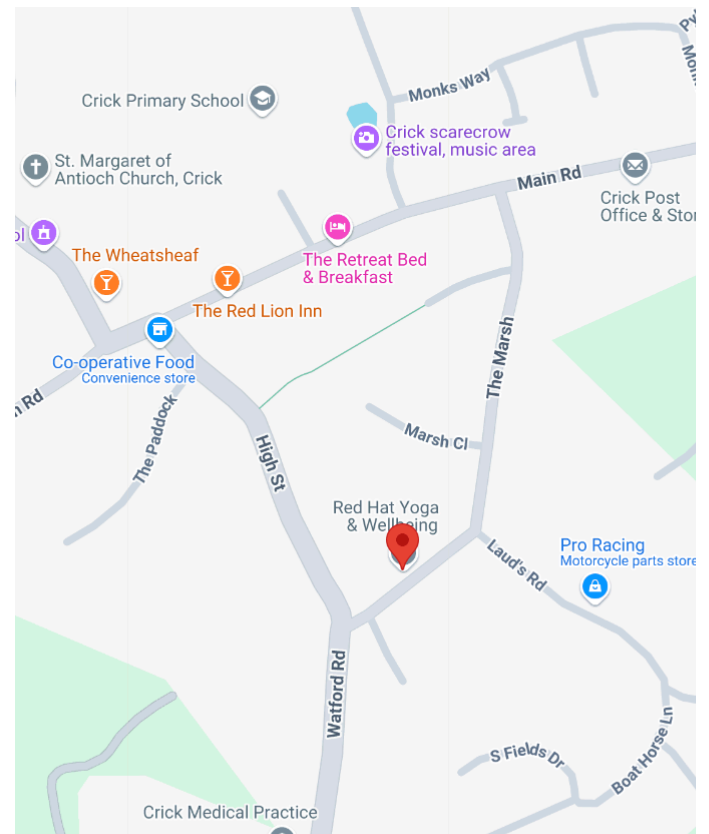 Monks Way
Crick Primary School
Crick scarecrow
festival, music area
St. Margaret of
Antioch Church, Crick
Main Rd
Crick Post
Office & Stor
The Wheatsheaf
The Retreat Bed
& Breakfast
The Red Lion Inn
Co-operative Food
Convenience store
The Marsh
The Paddock
High St
Marsh Cl
Red Hat Yoga
& Wellbeing
Laud's Rd
Pro Racing
Motorcycle parts store
Watford Rd
S Fields Dr
Boat Horse Ln
Crick Medical Practice